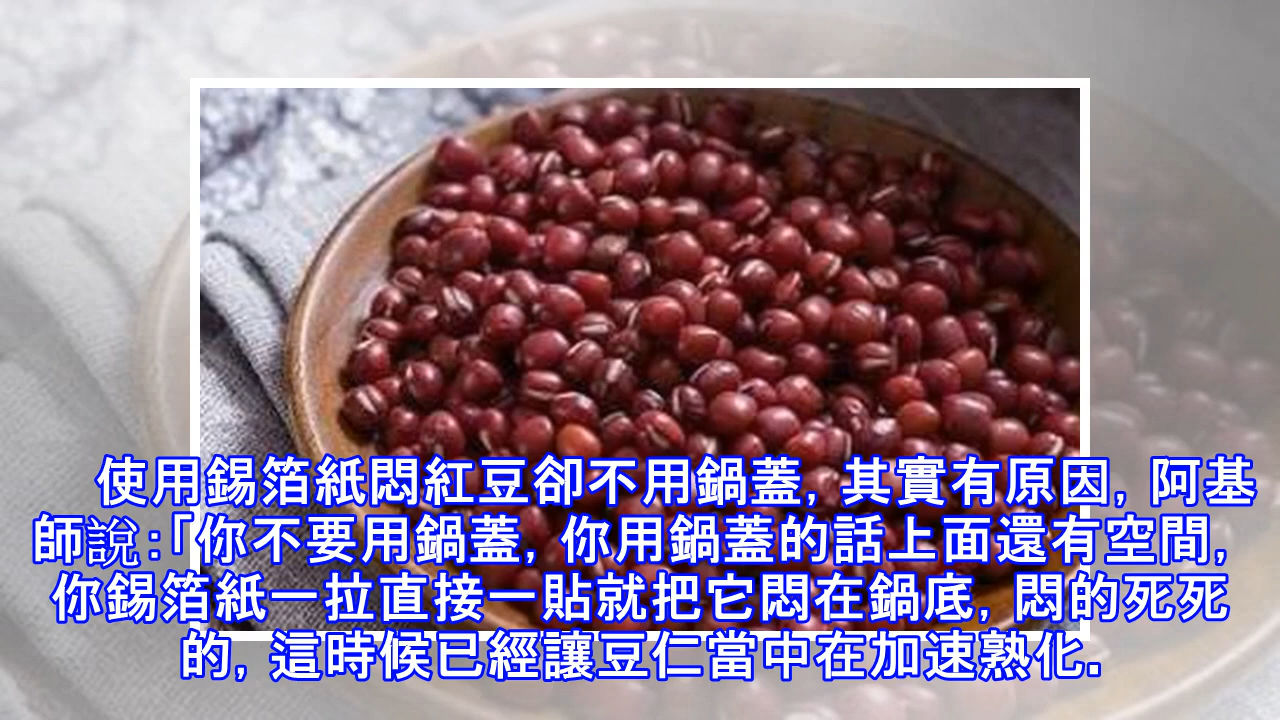 使用錫箔紙悶紅豆卻不用鍋蓋, 其實有原因, 阿基
師說:「你不要用鍋蓋, 你用鍋蓋的話上面還有空間,
你錫箔紙一拉直接一貼就把它悶在鍋底, 悶的死死
的, 這時候已經讓豆仁當中在加速熟化.